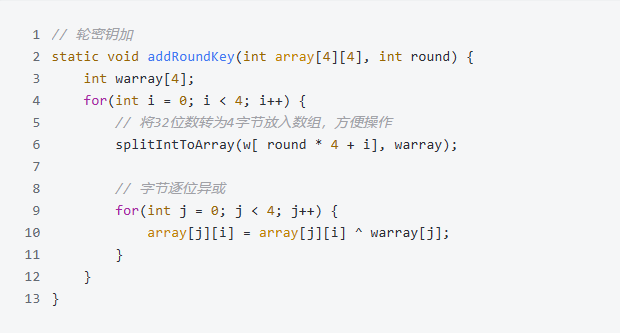 1 // 轮密钥加
2 static void addRoundKey(int array[4][4], int round) {
3     int warray[4];
4     for(int i = 0; i < 4; i++) {
5         // 将32位数转为4字节放入数组，方便操作
6         splitIntToArray(w[ round * 4 + i], warray);
7
8         // 字节逐位异或
9         for(int j = 0; j < 4; j++) {
10             array[j][i] = array[j][i] ^ warray[j];
11         }
12     }
13 }